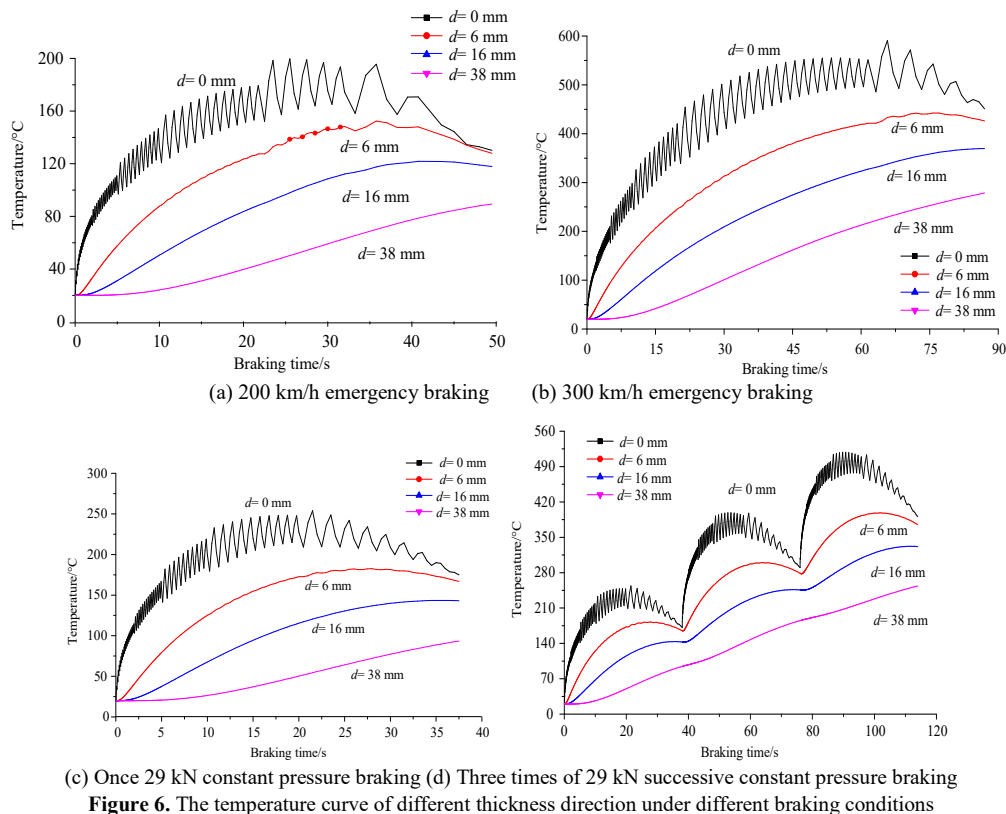 d= 0 mm
d= 6 mm
d= 16 mm
d= 38 mm
200
160
120
80
40
0
Temperature/°C
d= 0 mm
d= 6 mm
d= 16 mm
d= 38 mm
0 10 20 30 40 50
Braking time/s
(a) 200 km/h emergency braking
600
500
400
300
200
100
0
Temperature/°C
d= 0 mm
d= 6 mm
d= 16 mm
d= 38 mm
d= 0 mm
d= 6 mm
d= 16 mm
d= 38 mm
0 15 30 45 60 75 90
Braking time/s
(b) 300 km/h emergency braking
300
250
200
150
100
50
0
Temperature/°C
d= 0 mm
d= 6 mm
d= 16 mm
d= 38 mm
d= 0 mm
d= 6 mm
d= 16 mm
d= 38 mm
0 5 10 15 20 25 30 35 40
Braking time/s
560
490
420
350
280
210
140
70
0
Temperature/°C
d= 0 mm
d= 6 mm
d= 16 mm
d= 38 mm
d= 0 mm
d= 6 mm
d= 16 mm
d= 38 mm
0 20 40 60 80 100 120
Braking time/s
(c) Once 29 kN constant pressure braking (d) Three times of 29 kN successive constant pressure braking
Figure 6. The temperature curve of different thickness direction under different braking conditions